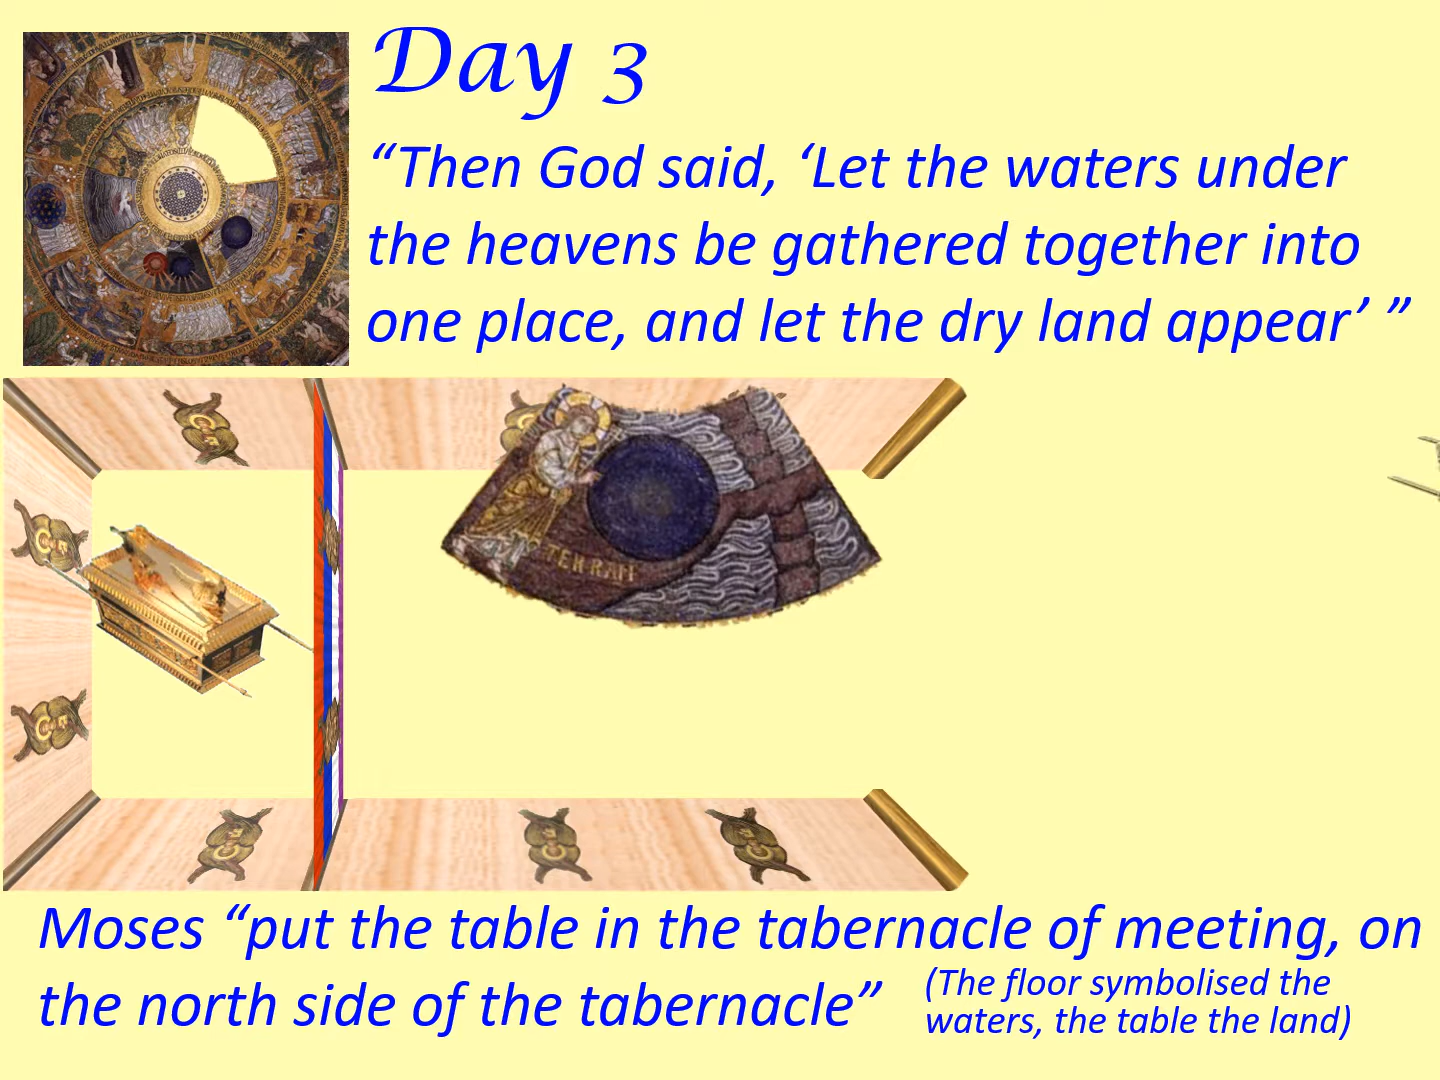 Day 3
“Then God said, ‘Let the waters under
the heavens be gathered together into
one place, and let the dry land appear’ ”
Moses “put the table in the tabernacle of meeting, on
the north side of the tabernacle”
(The floor symbolised the
waters, the table the land)